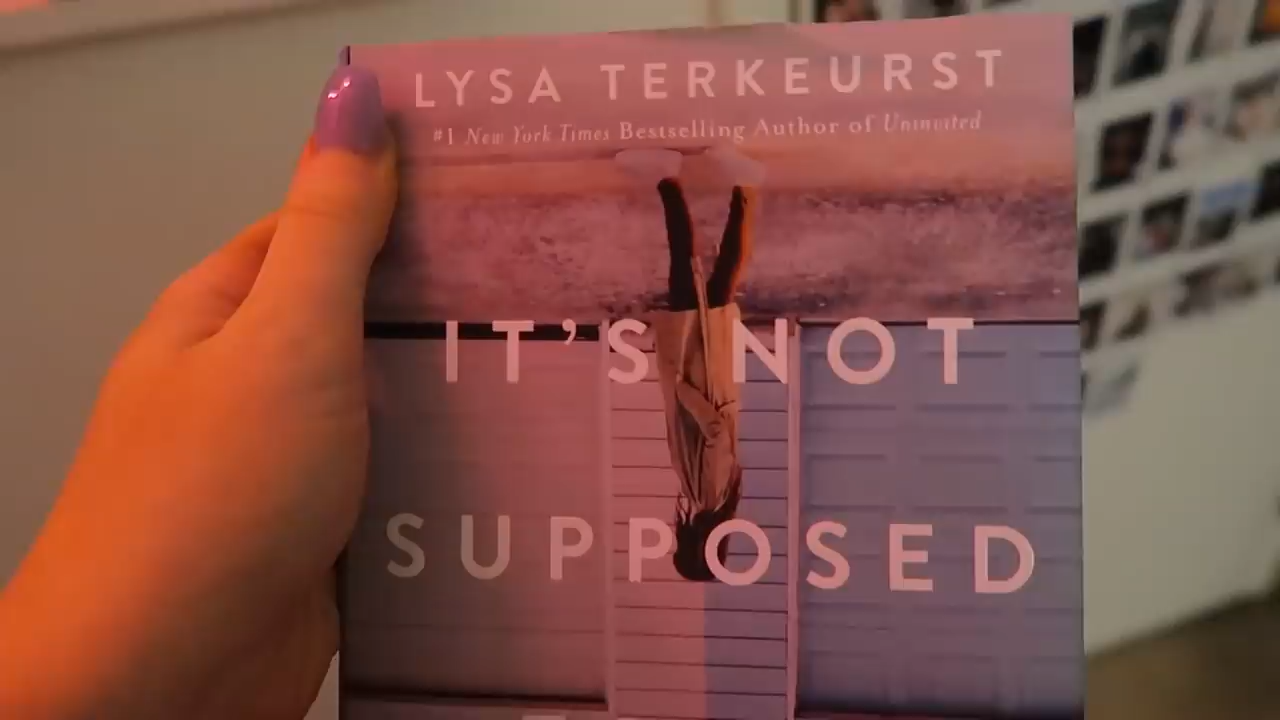 LYSA TERKEURST
#1 New York Times Bestselling Author of Uninvited
IT'S NOT
SUPPOSED